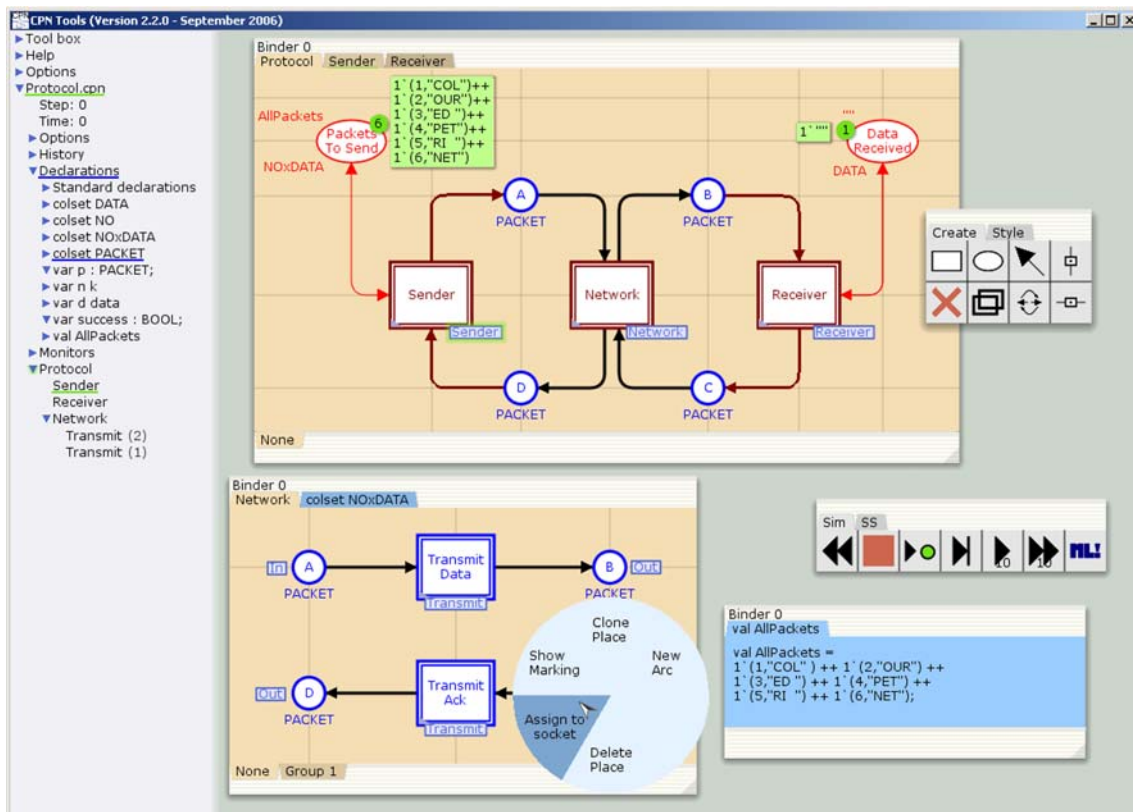 CPN Tools (Version 2.2.0 - September 2006)
Tool box
Help
Options
Protocol.cpn
Step: 0
Time: 0
Options
History
Declarations
Standard declarations
colset DATA
colset NO
colset NOxDATA
colset PACKET
var p : PACKET;
var n k
var d data
var success : BOOL;
val AllPackets
Monitors
Protocol
Sender
Receiver
Network
Transmit (2)
Transmit (1)
Binder 0
Protocol Sender Receiver
AllPackets
Packets
To Send
6
NOxDATA
1`(1,"COL")++
1`(2,"OUR")++
1`(3,"ED ")++
1`(4,"PET")++
1`(5,"RI  ")++
1`(6,"NET")
""
1`""
1
Data
Received
DATA
A
PACKET
B
PACKET
Sender
Sender
Network
Network
Receiver
Receiver
D
PACKET
C
PACKET
None
Create Style
Binder 0
Network colset NOxDATA
In
A
PACKET
Transmit
Data
Transmit
B
Out
PACKET
Out
D
PACKET
Transmit
Ack
Transmit
Clone
Place
Show
Marking
New
Arc
Assign to
socket
Delete
Place
None Group 1
Sim SS
10
10
ML!
Binder 0
val AllPackets
val AllPackets =
1`(1,"COL" ) ++ 1`(2,"OUR") ++
1`(3,"ED ") ++ 1`(4,"PET") ++
1`(5,"RI  ") ++ 1`(6,"NET");